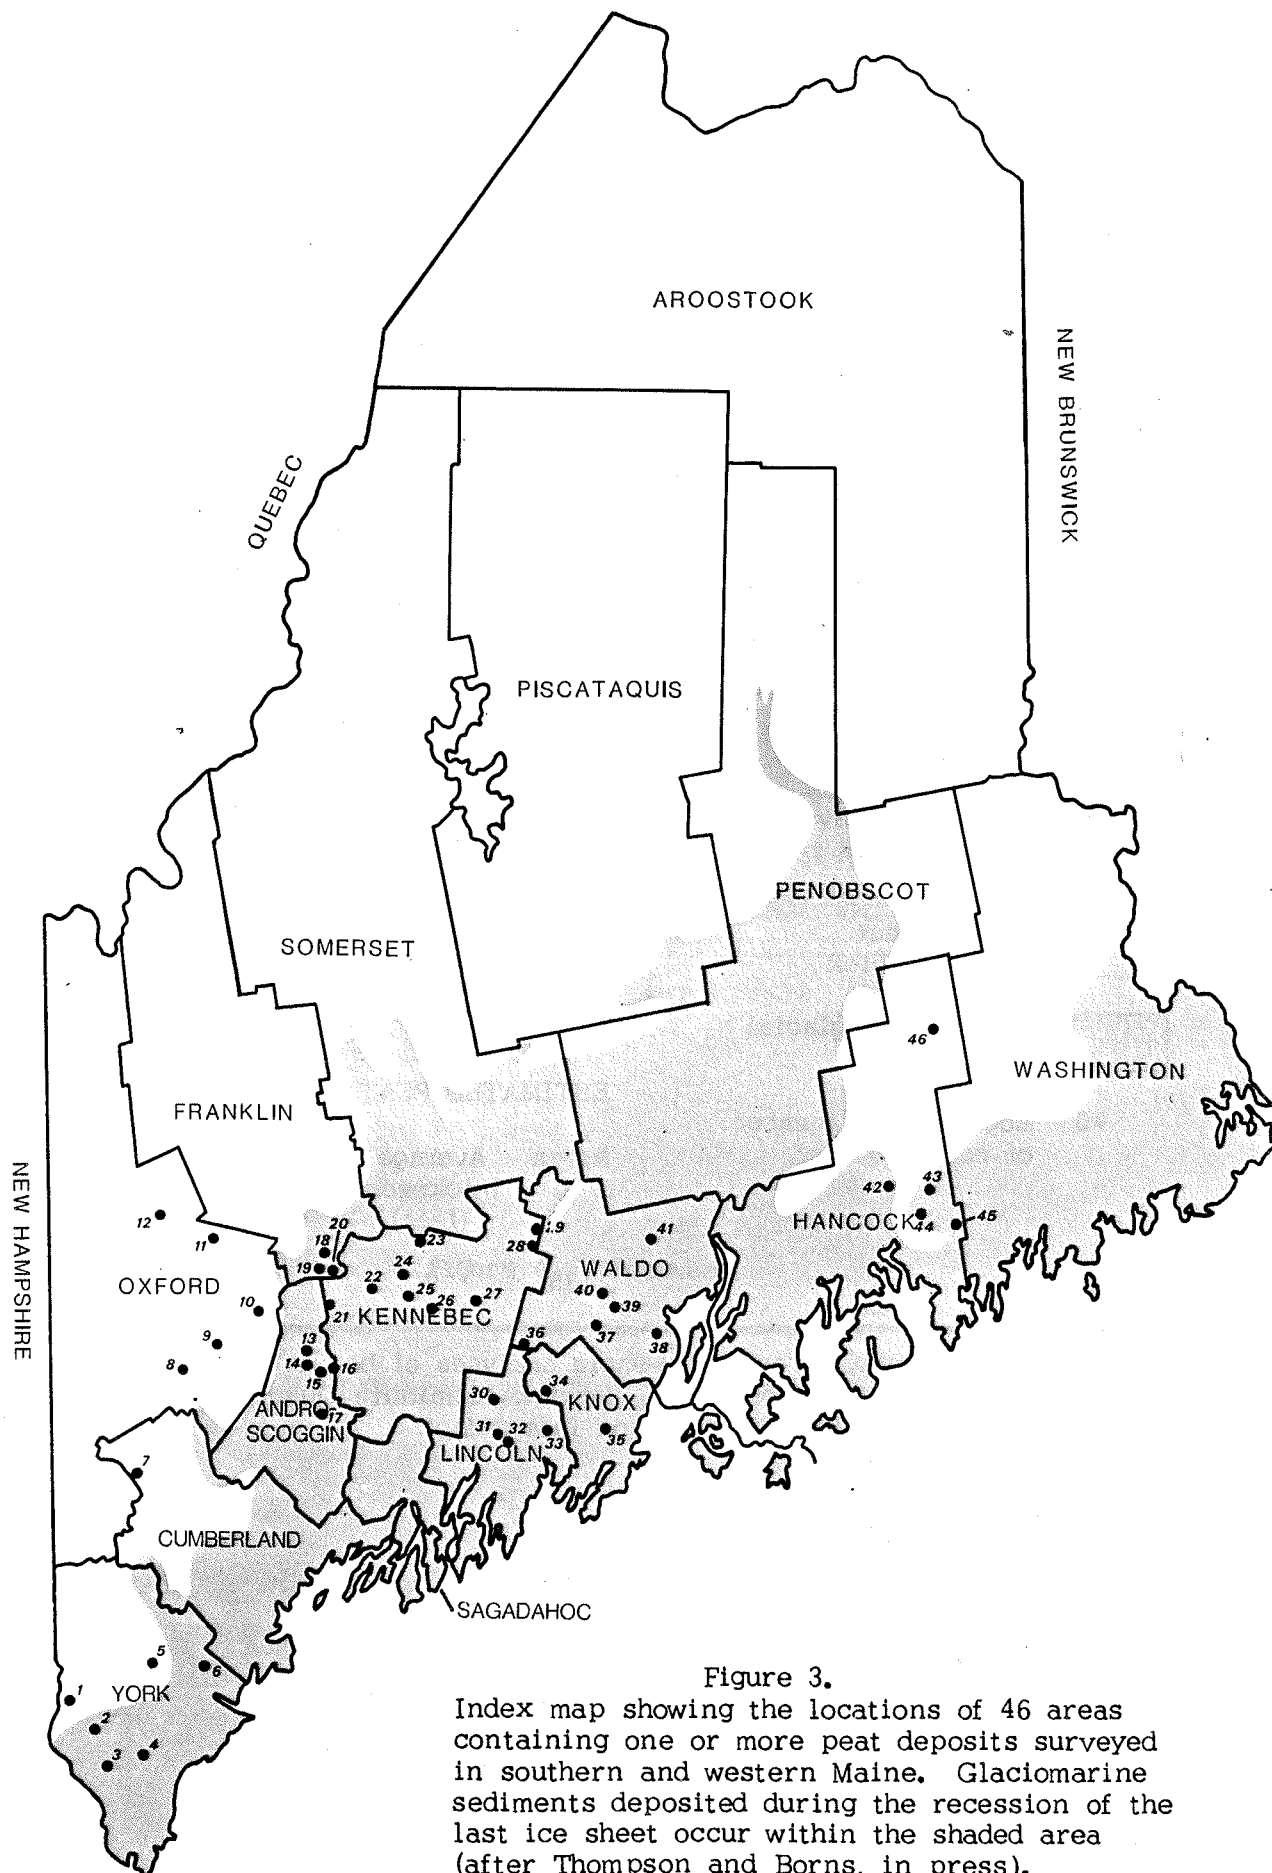 AROOSTOOK
NEW BRUNSWICK
QUEBEC
PISCATAQUIS
PENOBSCOT
SOMERSET
46
WASHINGTON
FRANKLIN
NEW HAMPSHIRE
12
11
20
18
19
23
29
28
41
42
43
HANCOCK
44
45
OXFORD
10
9
8
22
24
25
26
27
21
KENNEBEC
WALDO
40
39
37
38
36
13
14
15
16
17
ANDRO-
SCOGGIN
30
31
32
33
34
35
KNOX
LINCOLN
7
CUMBERLAND
SAGADAHOC
5
6
1
YORK
2
3
4
Figure 3.
Index map showing the locations of 46 areas
containing one or more peat deposits surveyed
in southern and western Maine. Glaciomarine
sediments deposited during the recession of the
last ice sheet occur within the shaded area
(after Thompson and Borns, in press).